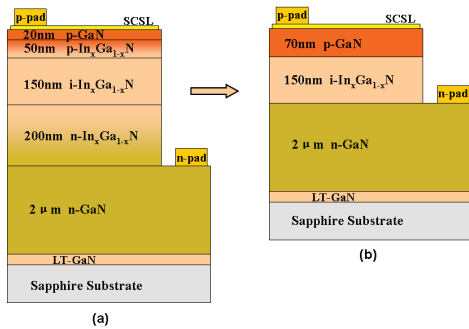 p-pad
SCSL
20nm p-GaN
50nm p-InxGa1-xN
150nm i-InxGa1-xN
200nm n-InxGa1-xN
n-pad
2 μm n-GaN
LT-GaN
Sapphire Substrate
(a)
p-pad
SCSL
70nm p-GaN
150nm i-InxGa1-xN
n-pad
2 μm n-GaN
LT-GaN
Sapphire Substrate
(b)